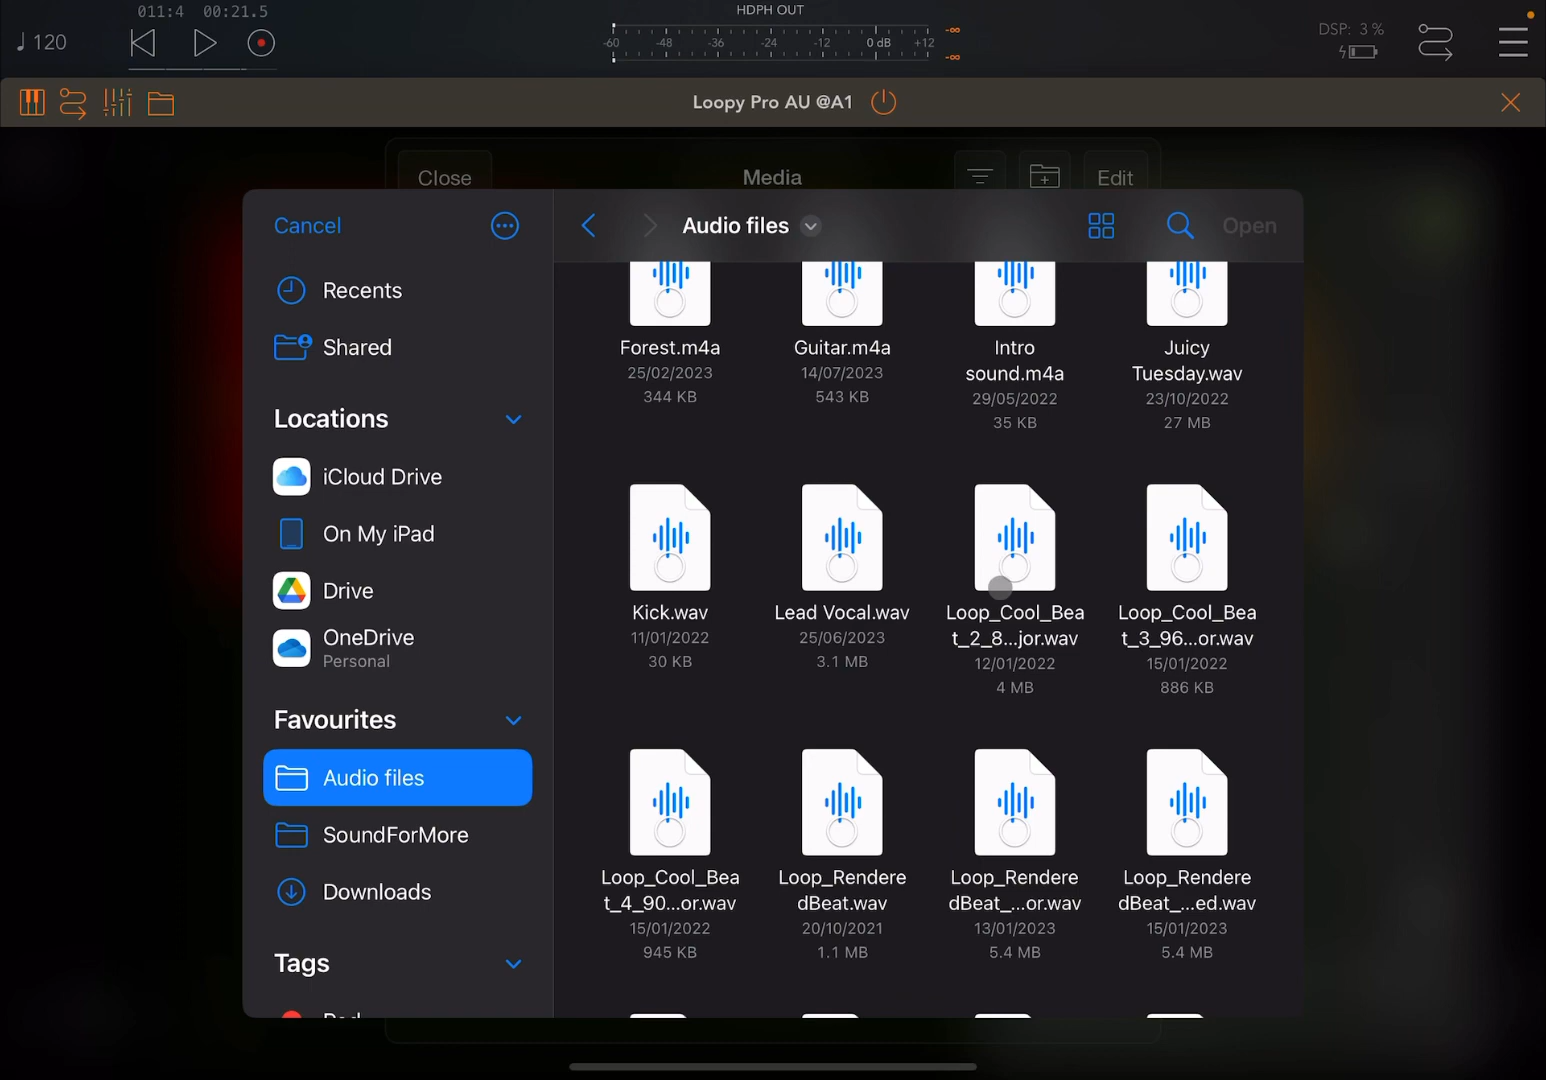 011:4 00:21.5
HDPH OUT
♩ 120
-60 -48 -36 -24 -12 0 dB +12
-∞
-∞
DSP: 3 %
Loopy Pro AU @A1
Close
Media
Edit
Cancel
Audio files
Open
Recents
Shared
Locations
iCloud Drive
On My iPad
Drive
OneDrive
Personal
Favourites
Audio files
SoundForMore
Downloads
Tags
Forest.m4a
25/02/2023
344 KB
Guitar.m4a
14/07/2023
543 KB
Intro
sound.m4a
29/05/2022
35 KB
Juicy
Tuesday.wav
23/10/2022
27 MB
Kick.wav
11/01/2022
30 KB
Lead Vocal.wav
25/06/2023
3.1 MB
Loop_Cool_Bea
t_2_8...jor.wav
12/01/2022
4 MB
Loop_Cool_Bea
t_3_96...or.wav
15/01/2022
886 KB
Loop_Cool_Bea
t_4_90...or.wav
15/01/2022
945 KB
Loop_Rendere
dBeat.wav
20/10/2021
1.1 MB
Loop_Rendere
dBeat_...or.wav
13/01/2023
5.4 MB
Loop_Rendere
dBeat_...ed.wav
15/01/2023
5.4 MB